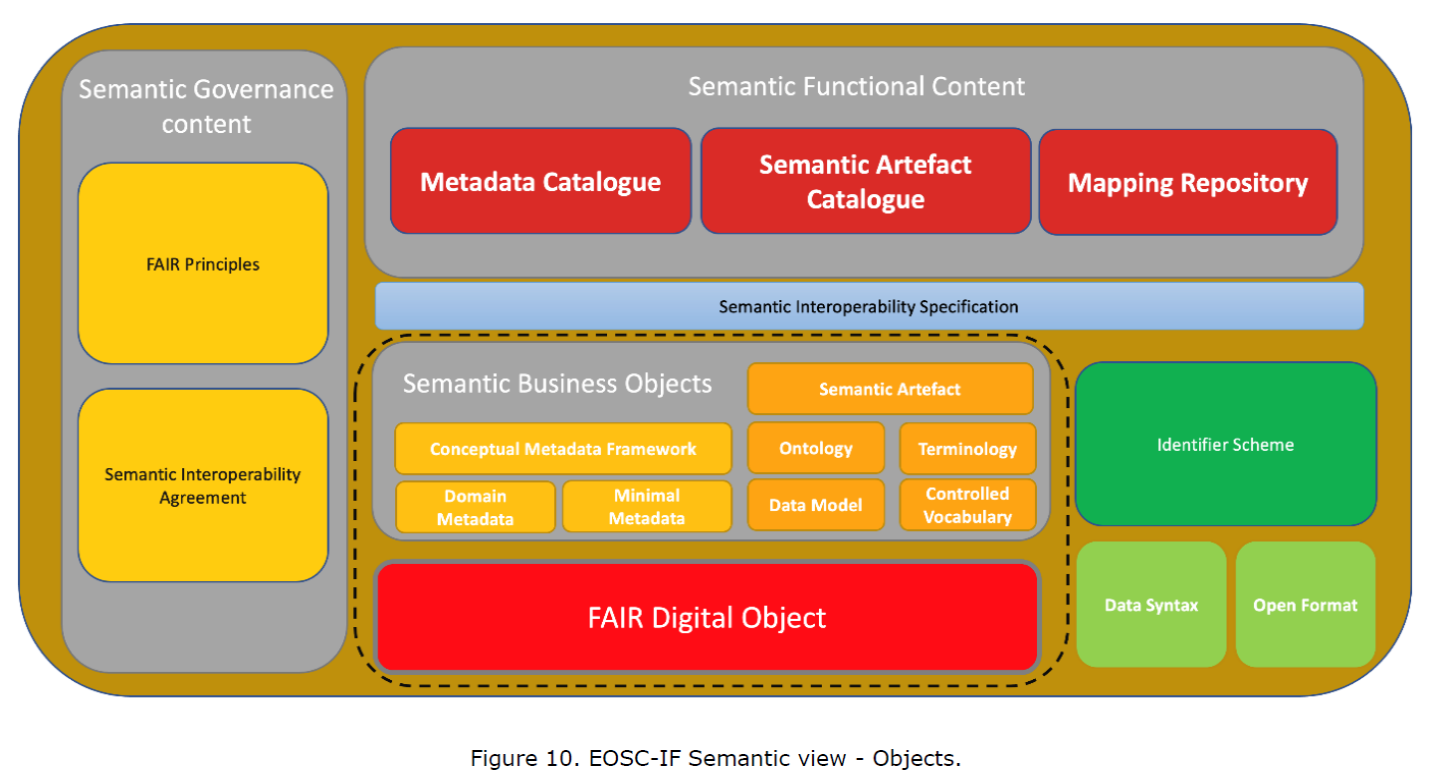 Semantic Governance
content
FAIR Principles
Semantic Interoperability
Agreement
Semantic Functional Content
Metadata Catalogue
Semantic Artefact
Catalogue
Mapping Repository
Semantic Interoperability Specification
Semantic Business Objects
Conceptual Metadata Framework
Domain
Metadata
Minimal
Metadata
Semantic Artefact
Ontology
Terminology
Data Model
Controlled
Vocabulary
FAIR Digital Object
Identifier Scheme
Data Syntax
Open Format
Figure 10. EOSC-IF Semantic view - Objects.